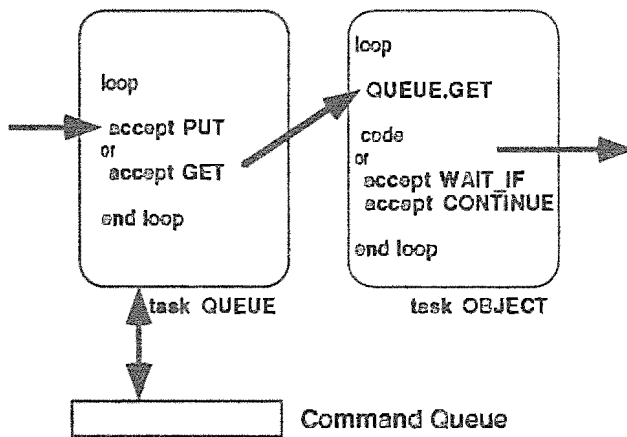 loop
accept PUT
or
accept GET
end loop
task QUEUE
loop
QUEUE.GET
code
or
accept WAIT_IF
accept CONTINUE
end loop
task OBJECT
Command Queue